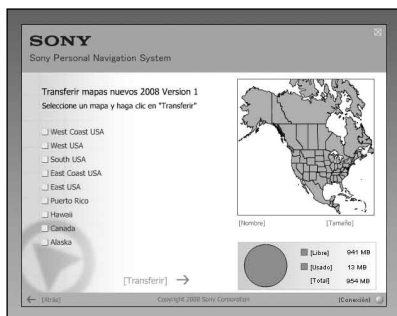 SONY
Sony Personal Navigation System
Transferir mapas nuevos 2008 Version 1
Seleccione un mapa y haga clic en "Transferir"
West Coast USA
West USA
South USA
East Coast USA
East USA
Puerto Rico
Hawaii
Canada
Alaska
[Nombre] [Tamaño]
[Libre] 941 MB
[Usado] 13 MB
[Total] 954 MB
[Transferir]
[Atrás] Copyright 2008 Sony Corporation [Conexión]